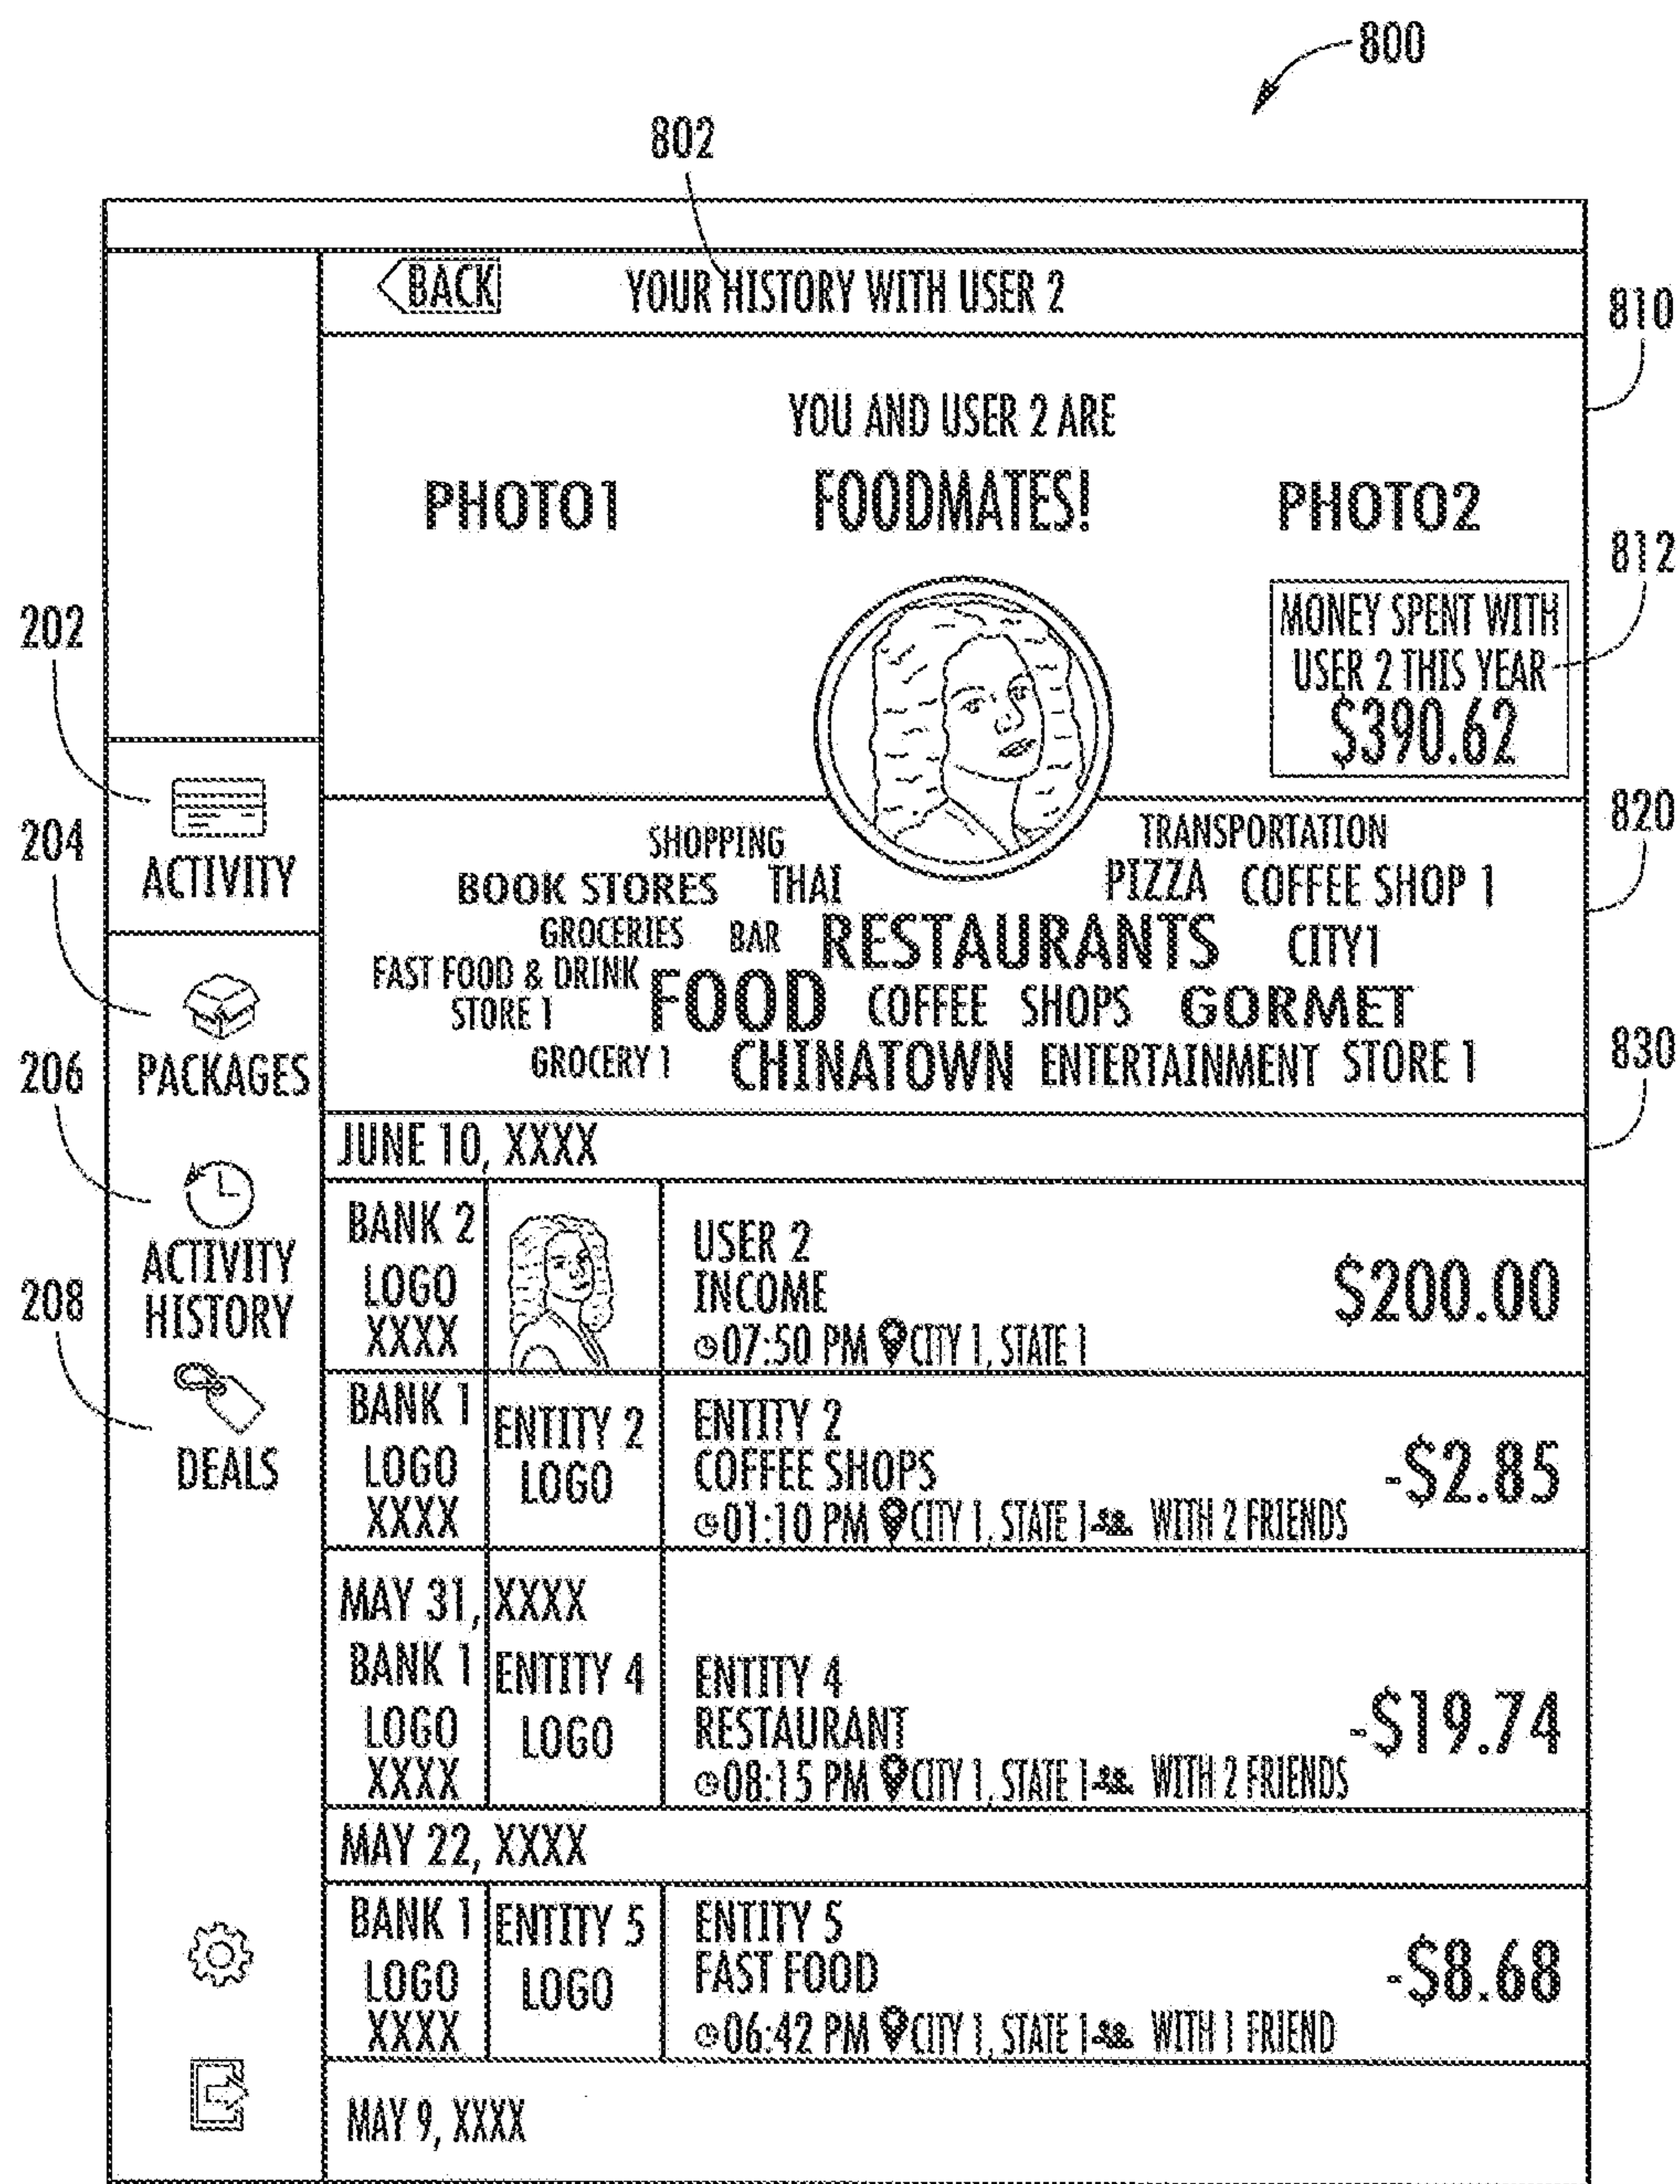 800
802
BACK
YOUR HISTORY WITH USER 2
810
YOU AND USER 2 ARE
PHOTO1 FOODMATES! PHOTO2
812
MONEY SPENT WITH
USER 2 THIS YEAR
$390.62
202
ACTIVITY
204
PACKAGES
206
ACTIVITY
HISTORY
208
DEALS
820
SHOPPING TRANSPORTATION
BOOK STORES THAI PIZZA COFFEE SHOP 1
GROCERIES BAR RESTAURANTS CITY1
FAST FOOD & DRINK
STORE 1 FOOD COFFEE SHOPS GORMET
GROCERY 1 CHINATOWN ENTERTAINMENT STORE 1
830
JUNE 10, XXXX
BANK 2
LOGO
XXXX
USER 2
INCOME
07:50 PM CITY 1, STATE 1
$200.00
BANK 1
LOGO
XXXX
ENTITY 2
LOGO
ENTITY 2
COFFEE SHOPS
01:10 PM CITY 1, STATE 1 WITH 2 FRIENDS
-$2.85
MAY 31, XXXX
BANK 1
LOGO
XXXX
ENTITY 4
LOGO
ENTITY 4
RESTAURANT
08:15 PM CITY 1, STATE 1 WITH 2 FRIENDS
-$19.74
MAY 22, XXXX
BANK 1
LOGO
XXXX
ENTITY 5
LOGO
ENTITY 5
FAST FOOD
06:42 PM CITY 1, STATE 1 WITH 1 FRIEND
-$8.68
MAY 9, XXXX